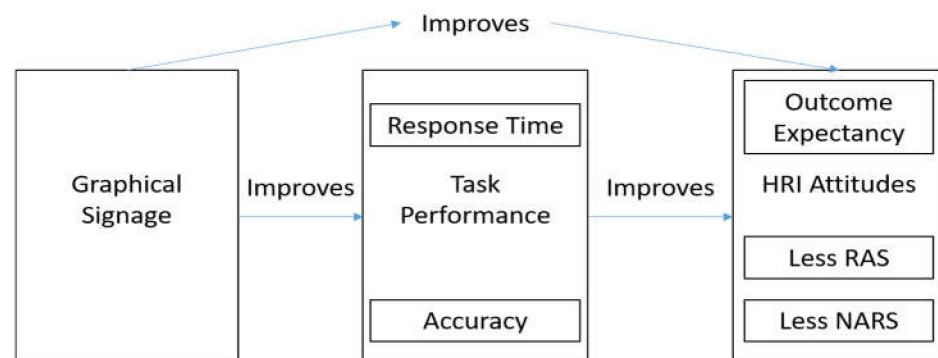 Improves
Graphical
Signage
Improves
Response Time
Task
Performance
Accuracy
Improves
Outcome
Expectancy
HRI Attitudes
Less RAS
Less NARS